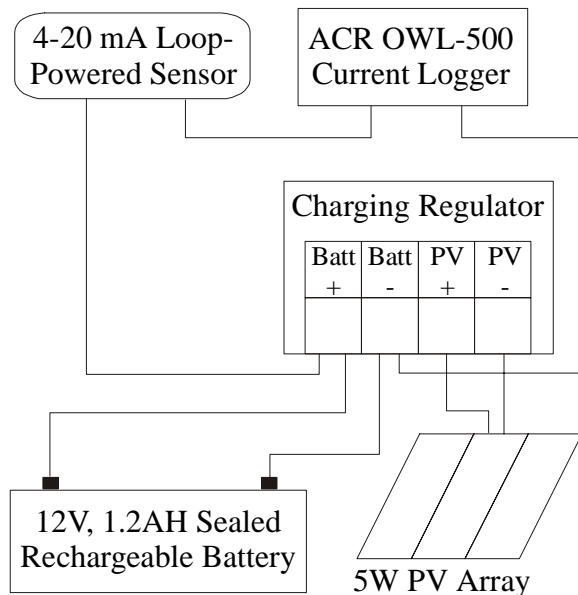 4-20 mA Loop-
Powered Sensor
ACR OWL-500
Current Logger
Charging Regulator
Batt Batt PV PV
+ - + -
12V, 1.2AH Sealed
Rechargeable Battery
5W PV Array